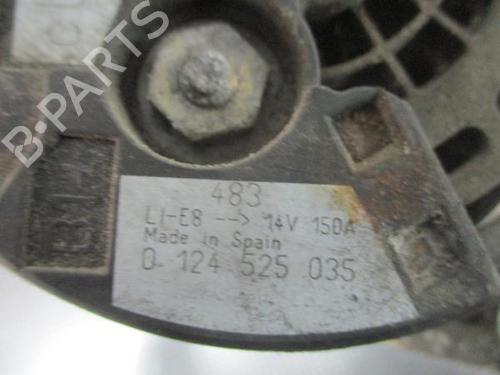 B-PARTS
483
LI-E8 --> 14V 150A
Made in Spain
0 124 525 035